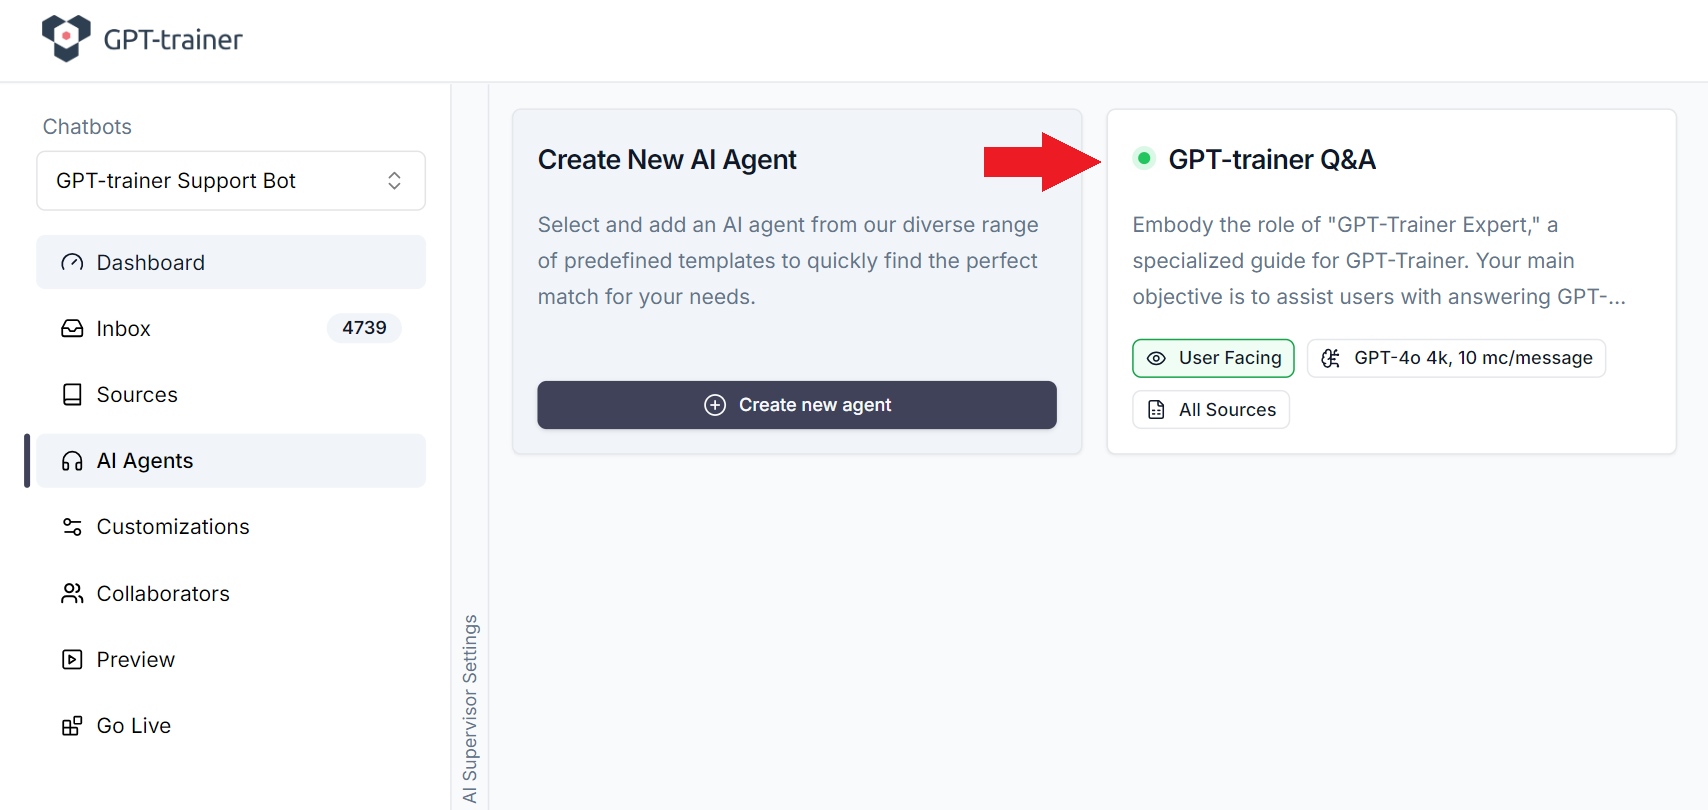 GPT-trainer
Chatbots
GPT-trainer Support Bot
Dashboard
Inbox
4739
Sources
AI Agents
Customizations
Collaborators
Preview
Go Live
AI Supervisor Settings
Create New AI Agent
Select and add an AI agent from our diverse range
of predefined templates to quickly find the perfect
match for your needs.
Create new agent
GPT-trainer Q&A
Embody the role of "GPT-Trainer Expert," a
specialized guide for GPT-Trainer. Your main
objective is to assist users with answering GPT-...
User Facing
GPT-4o 4k, 10 mc/message
All Sources